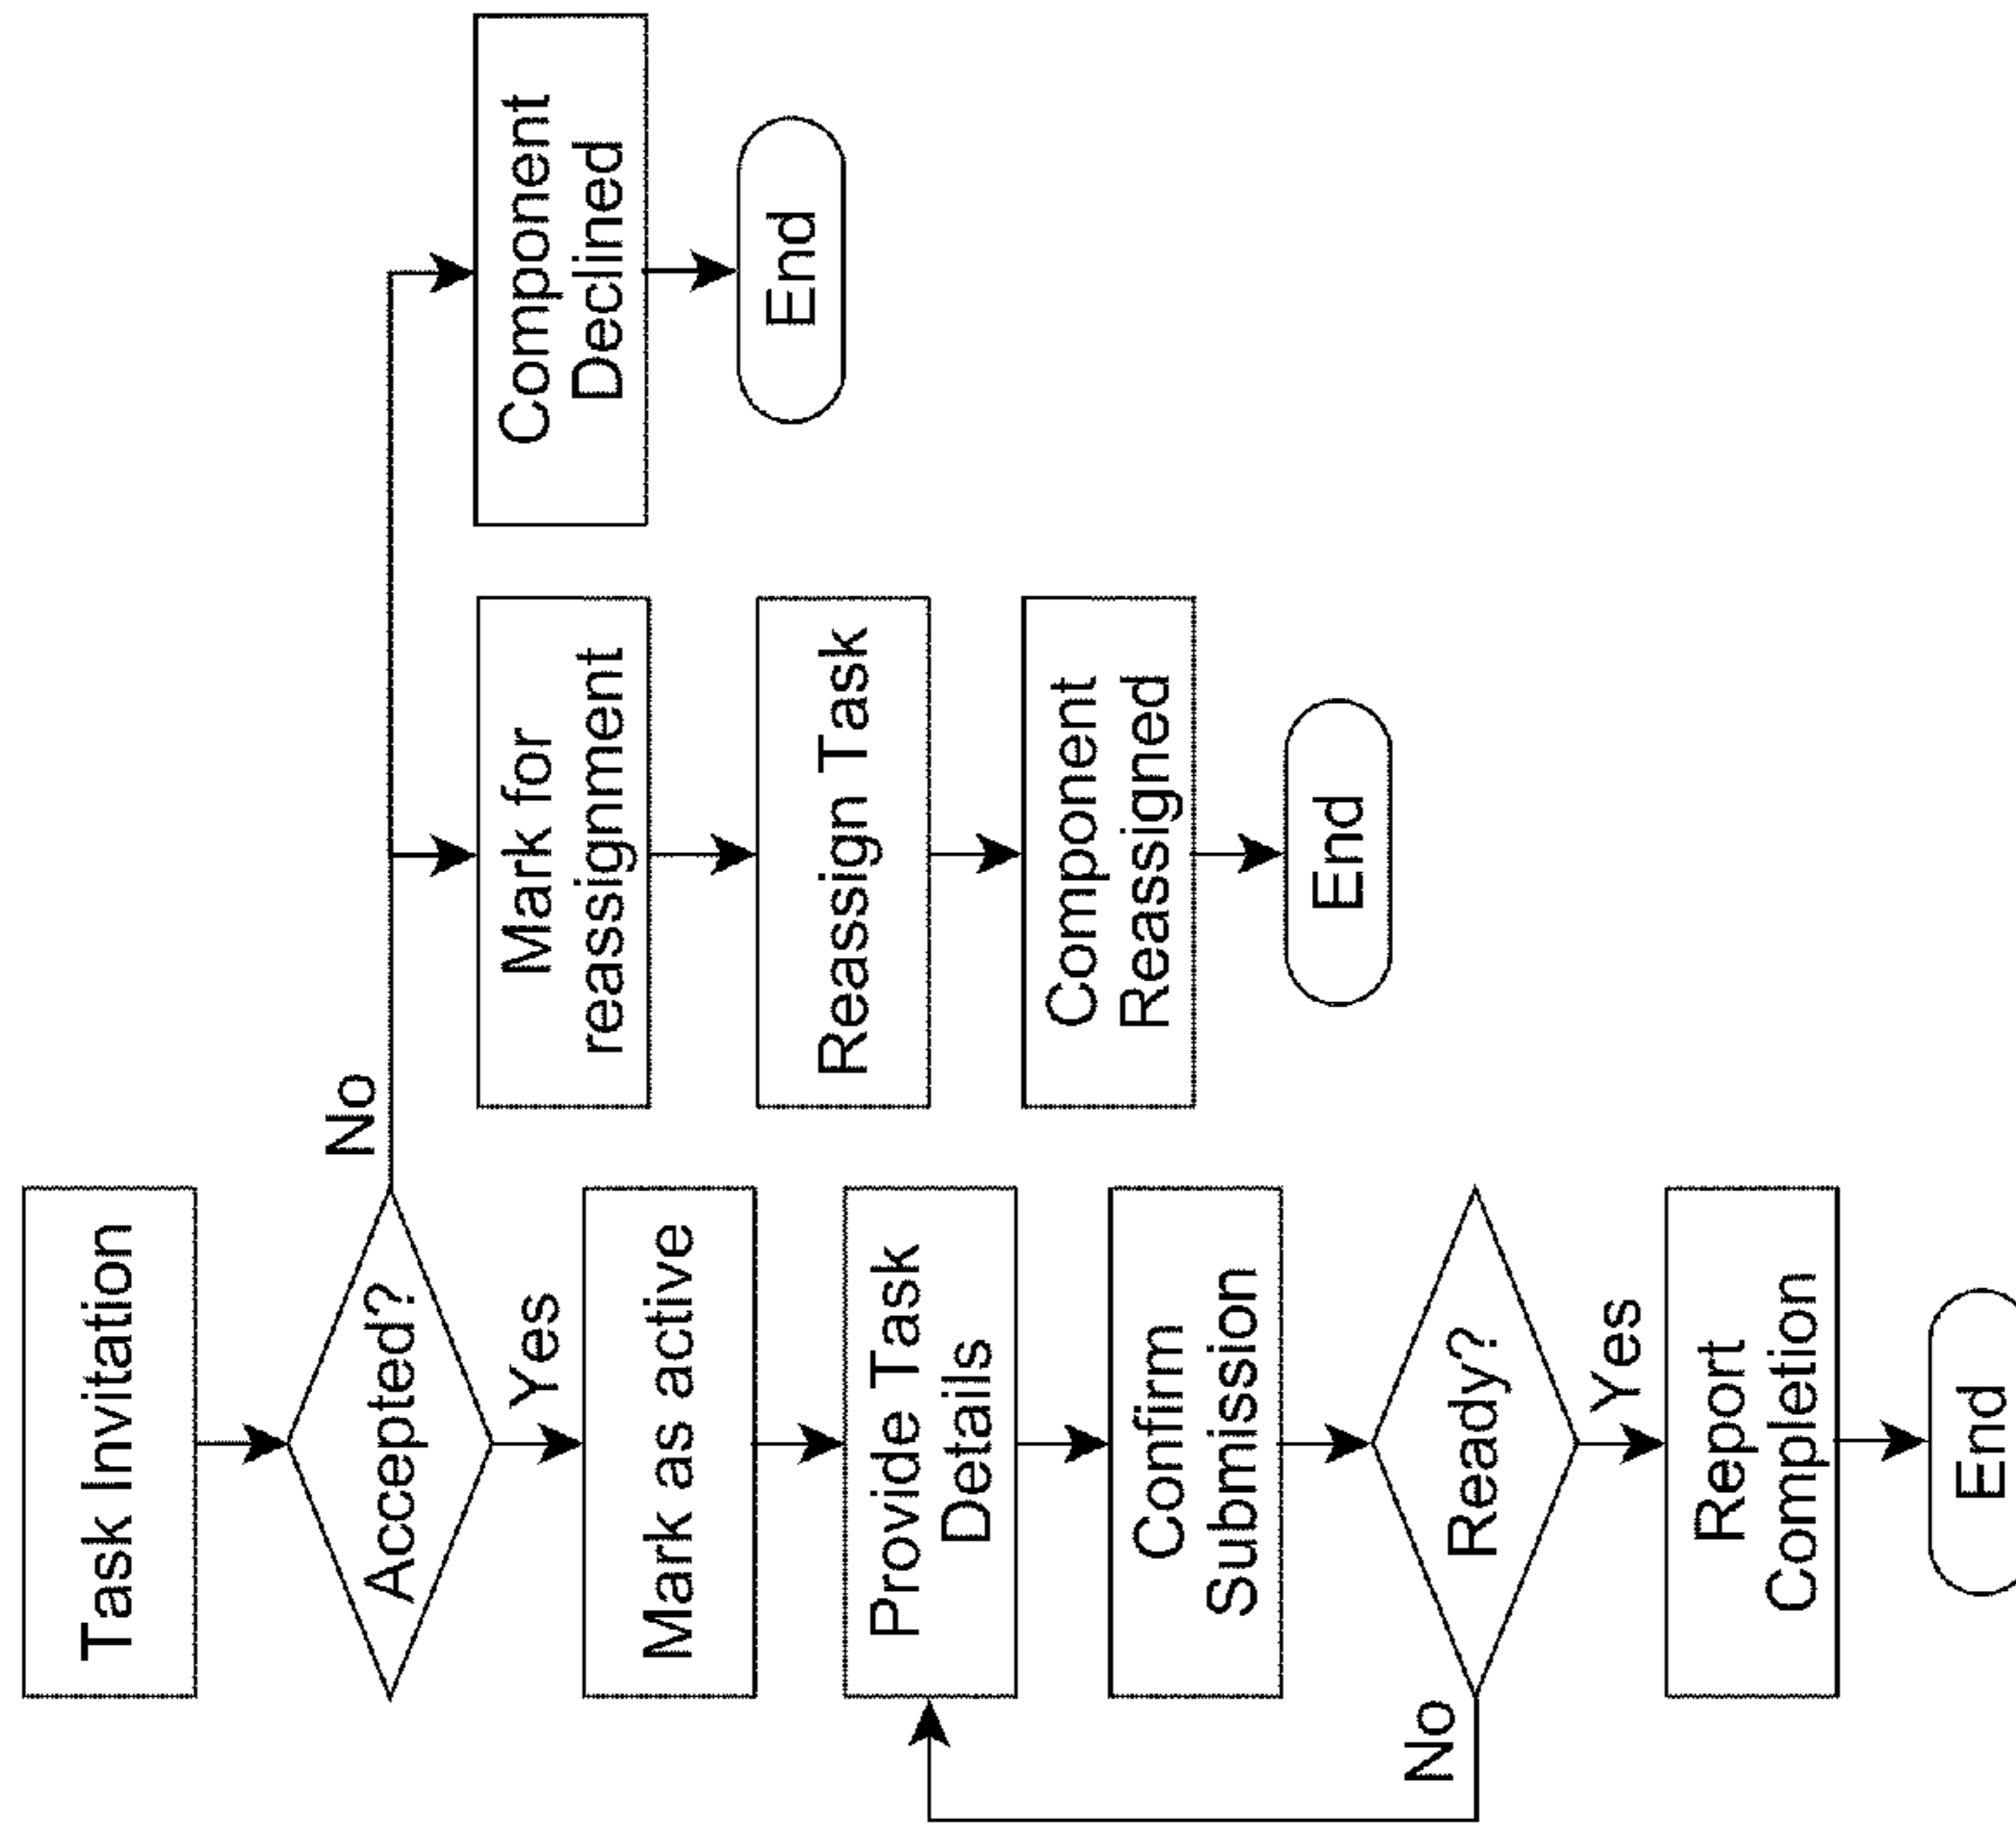 Task Invitation
Accepted?
No
Yes
Mark as active
Provide Task
Details
Confirm
Submission
Ready?
No
Yes
Report
Completion
End
Mark for
reassignment
Reassign Task
Component
Reassigned
End
Component
Declined
End